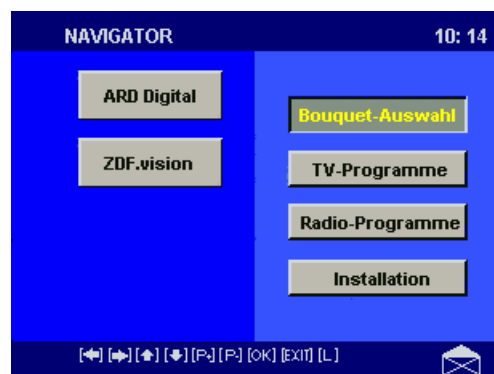 NAVIGATOR 10:14
ARD Digital
ZDF.vision
Bouquet-Auswahl
TV-Programme
Radio-Programme
Installation
[←] [→] [↑] [↓] [P+] [P-] [OK] [EXIT] [L]